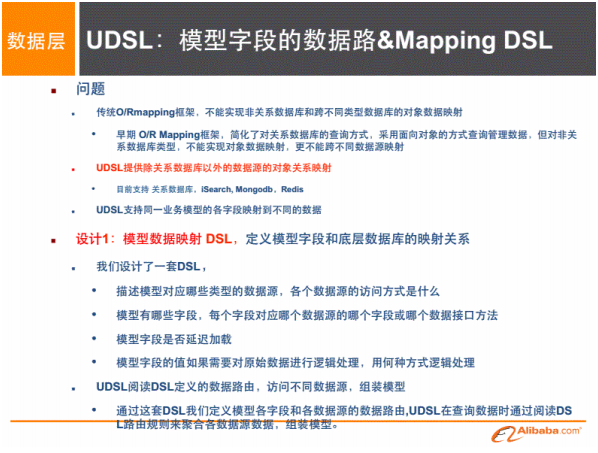 数据层
UDSL：模型字段的数据路&Mapping DSL
问题
传统O/Rmapping框架，不能实现非关系数据库和跨不同类型数据库的对象数据映射
早期 O/R Mapping框架，简化了对关系数据库的查询方式，采用面向对象的方式查询管理数据，但对非关
系数据库类型，不能实现对象数据映射，更不能跨不同数据源映射
UDSL提供除关系数据库以外的数据源的对象关系映射
目前支持 关系数据库，iSearch, Mongodb，Redis
UDSL支持同一业务模型的各字段映射到不同的数据
设计1：模型数据映射 DSL，定义模型字段和底层数据库的映射关系
我们设计了一套DSL，
描述模型对应哪些类型的数据源，各个数据源的访问方式是什么
模型有哪些字段，每个字段对应哪个数据源的哪个字段或哪个数据接口方法
模型字段是否延迟加载
模型字段的值如果需要对原始数据进行逻辑处理，用何种方式逻辑处理
UDSL阅读DSL定义的数据路由，访问不同数据源，组装模型
通过这套DSL我们定义模型各字段和各数据源的数据路由,UDSL在查询数据时通过阅读DS
L路由规则来聚合各数据源数据，组装模型。
Alibaba.com